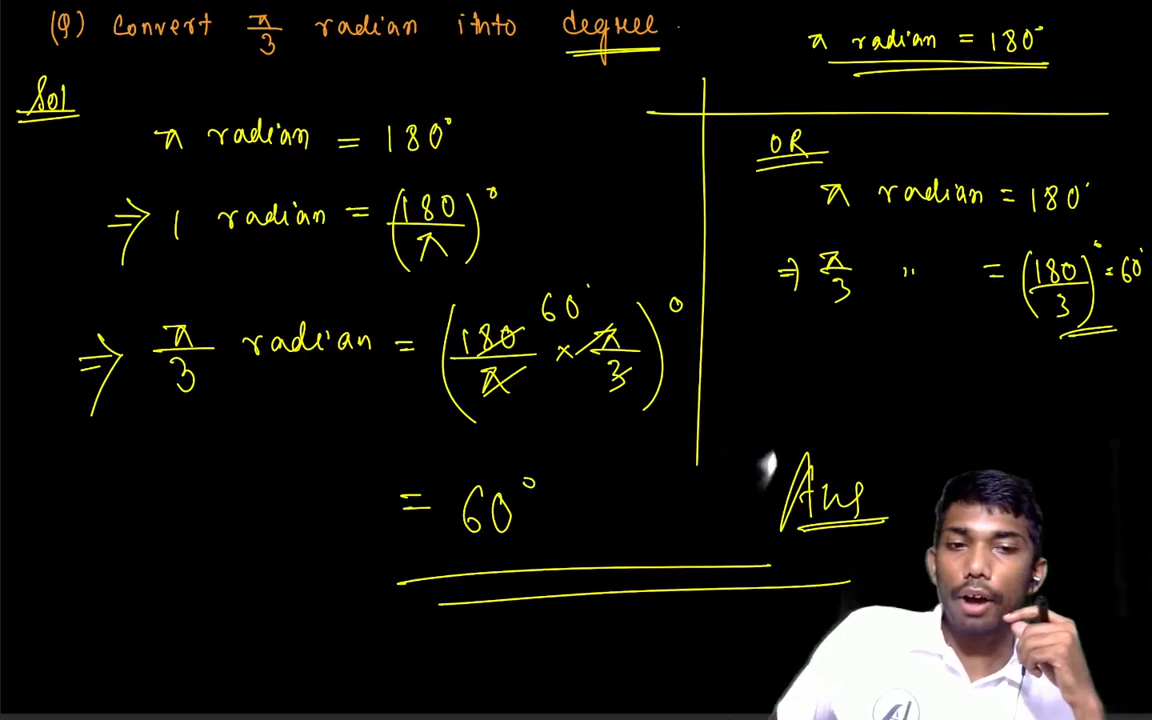 (Q) Convert π/3 radian into degree.
π radian = 180°
Sol
π radian = 180°
⇒ 1 radian = (180/π)°
⇒ π/3 radian = (180/π × π/3)° 60°
= 60°
OR
π radian = 180°
⇒ π/3 " = (180/3)° = 60°
Ans